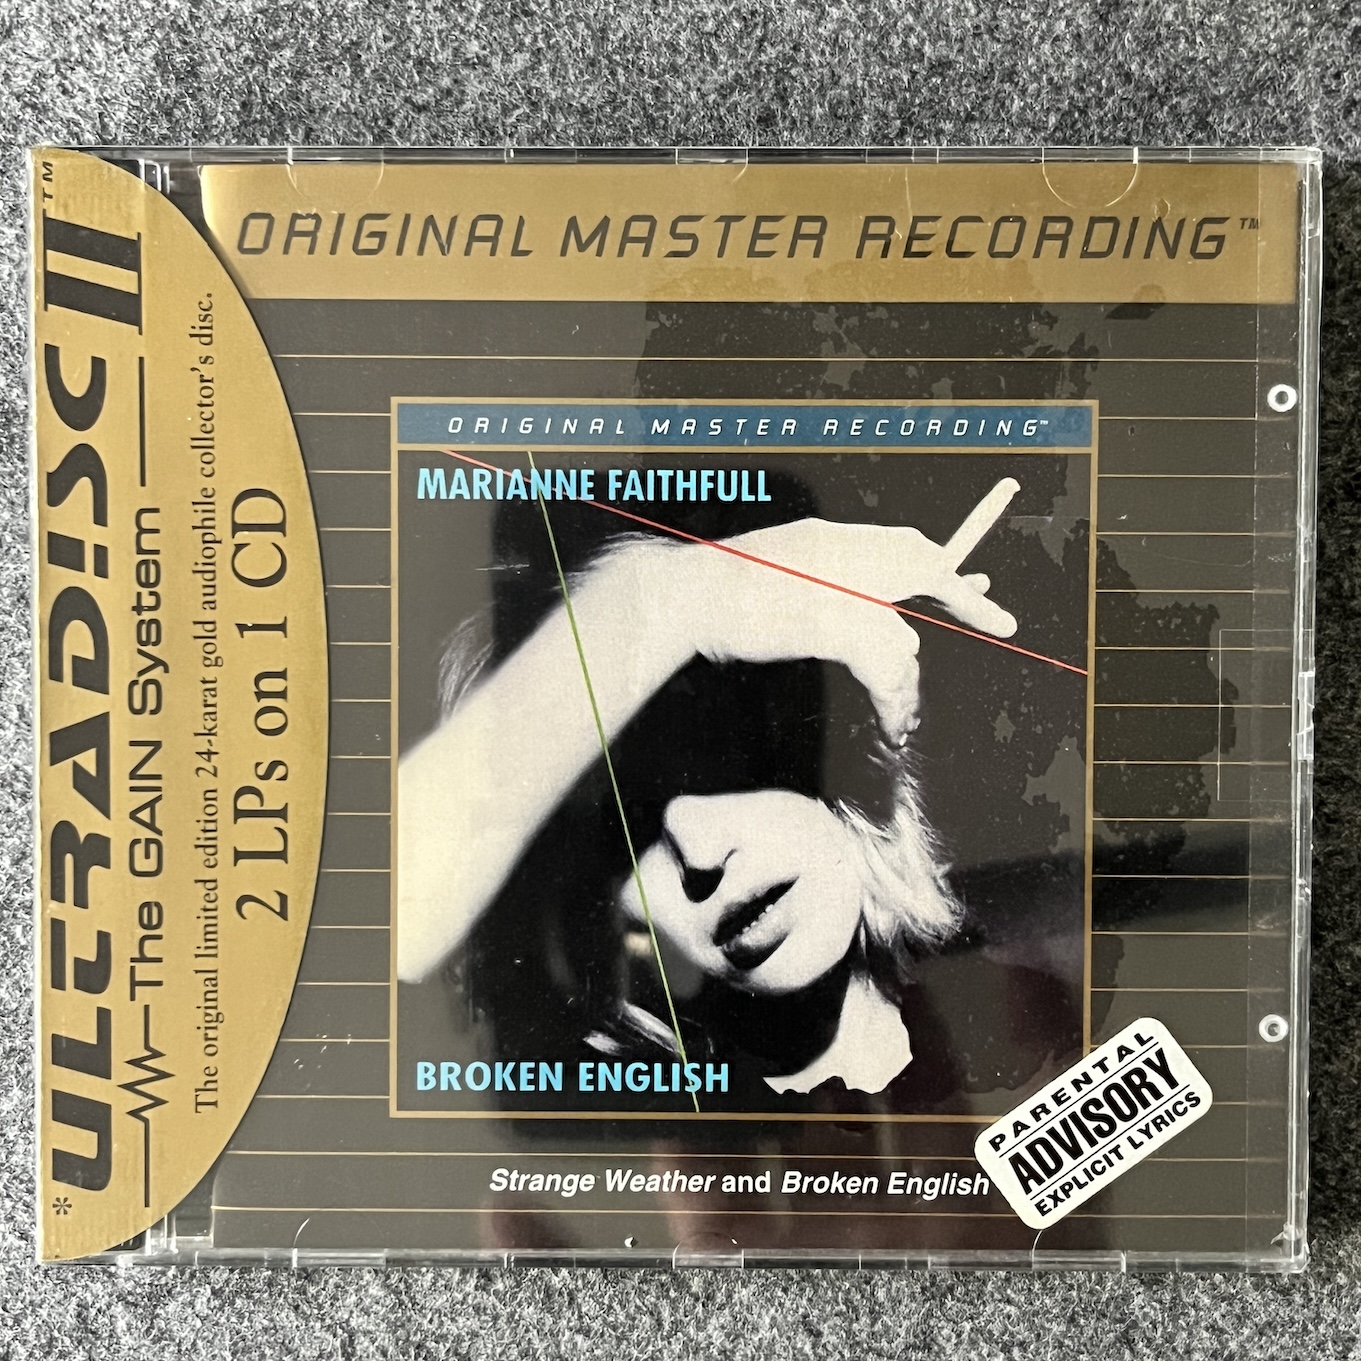 ORIGINAL MASTER RECORDING™
*ULTRADISC II™
The GAIN System
The original limited edition 24-karat gold audiophile collector's disc.
2 LPs on 1 CD
ORIGINAL MASTER RECORDING™
MARIANNE FAITHFULL
BROKEN ENGLISH
Strange Weather and Broken English
PARENTAL
ADVISORY
EXPLICIT LYRICS